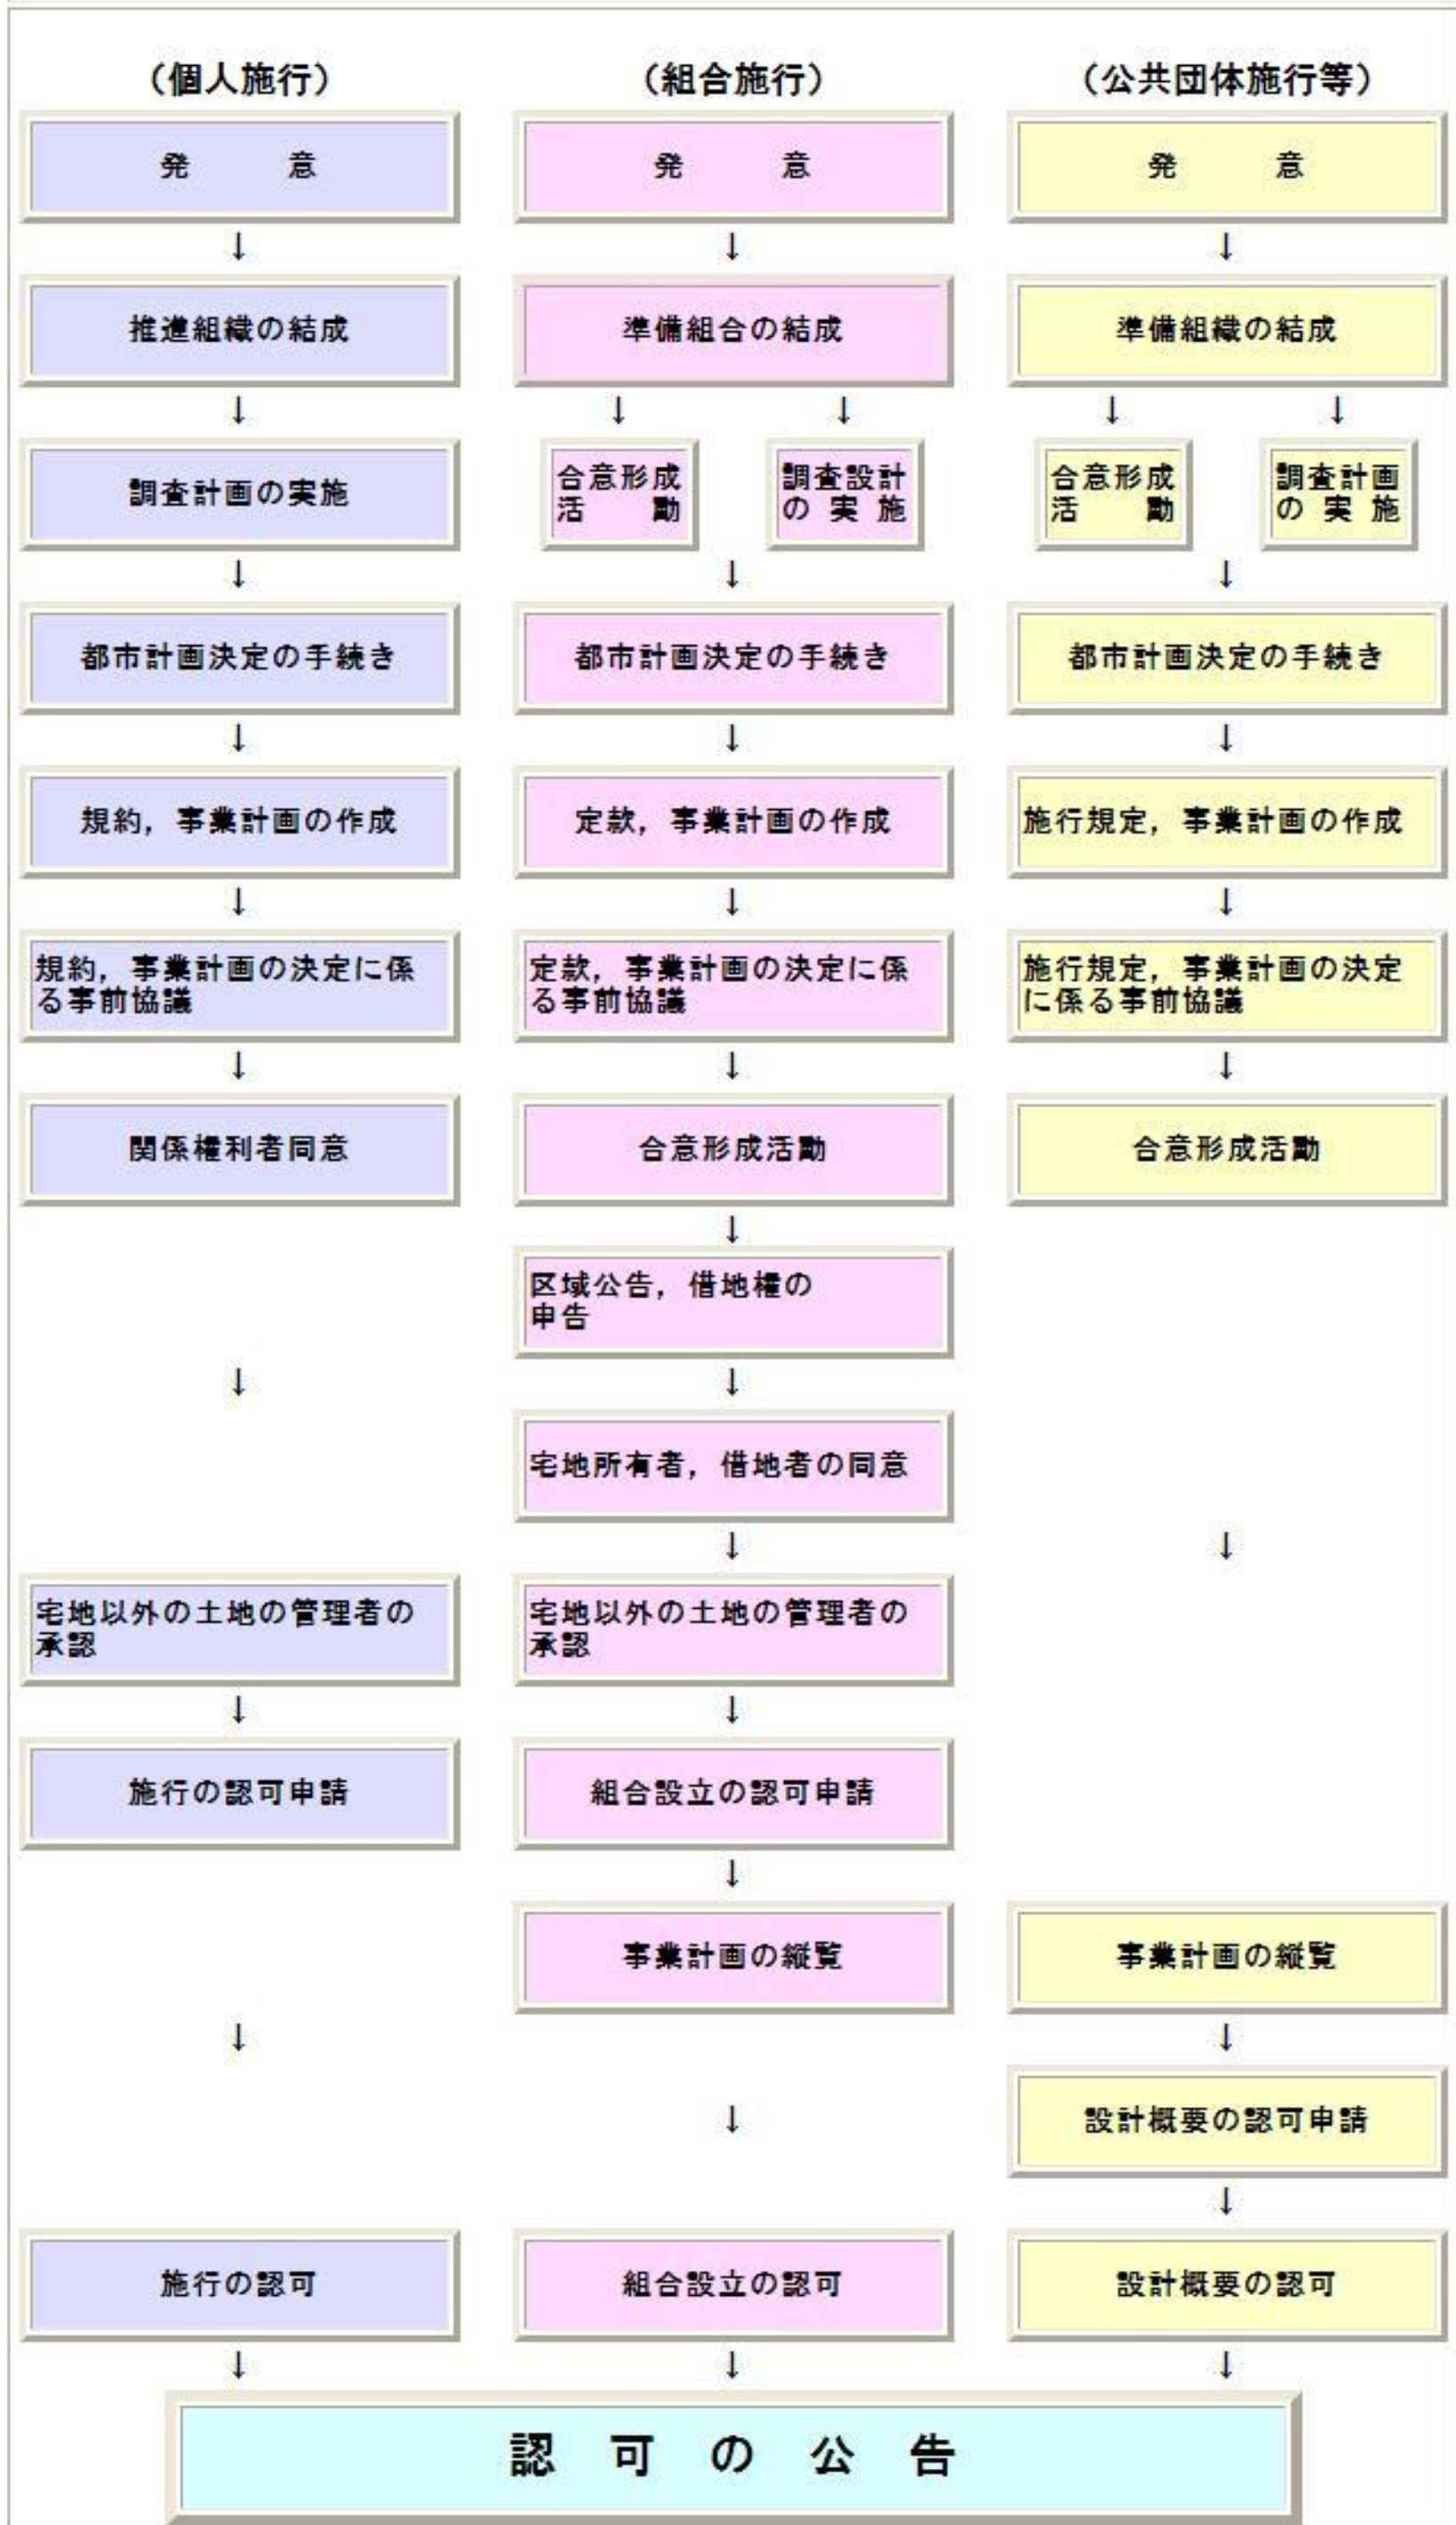 （個人施行）
（組合施行）
（公共団体施行等）
発　　意
発　　意
発　　意
↓
↓
↓
推進組織の結成
準備組合の結成
準備組織の結成
↓
↓
↓
↓
↓
調査計画の実施
合意形成
活　　動
調査設計
の 実 施
合意形成
活　　動
調査計画
の 実 施
↓
↓
↓
都市計画決定の手続き
都市計画決定の手続き
都市計画決定の手続き
↓
↓
↓
規約，事業計画の作成
定款，事業計画の作成
施行規定，事業計画の作成
↓
↓
↓
規約，事業計画の決定に係
る事前協議
定款，事業計画の決定に係
る事前協議
施行規定，事業計画の決定
に係る事前協議
↓
↓
↓
関係権利者同意
合意形成活動
合意形成活動
↓
区域公告，借地権の
申告
↓
↓
宅地所有者，借地者の同意
↓
↓
宅地以外の土地の管理者の
承認
宅地以外の土地の管理者の
承認
↓
↓
施行の認可申請
組合設立の認可申請
↓
事業計画の縦覧
事業計画の縦覧
↓
↓
↓
設計概要の認可申請
↓
施行の認可
組合設立の認可
設計概要の認可
↓
↓
↓
認　可　の　公　告